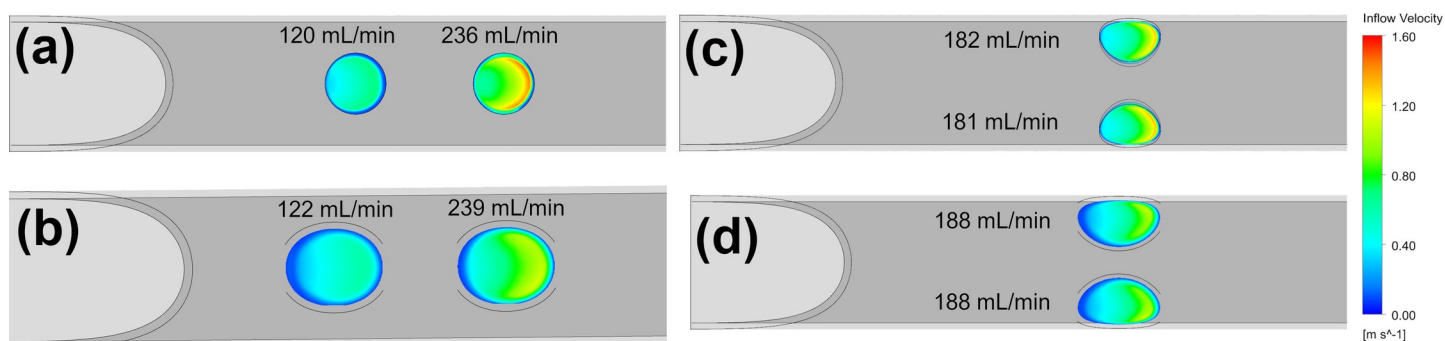 (a)
120 mL/min 236 mL/min
(b)
122 mL/min 239 mL/min
182 mL/min
(c)
181 mL/min
188 mL/min
(d)
188 mL/min
Inflow Velocity
1.60
1.20
0.80
0.40
0.00
[m s^-1]